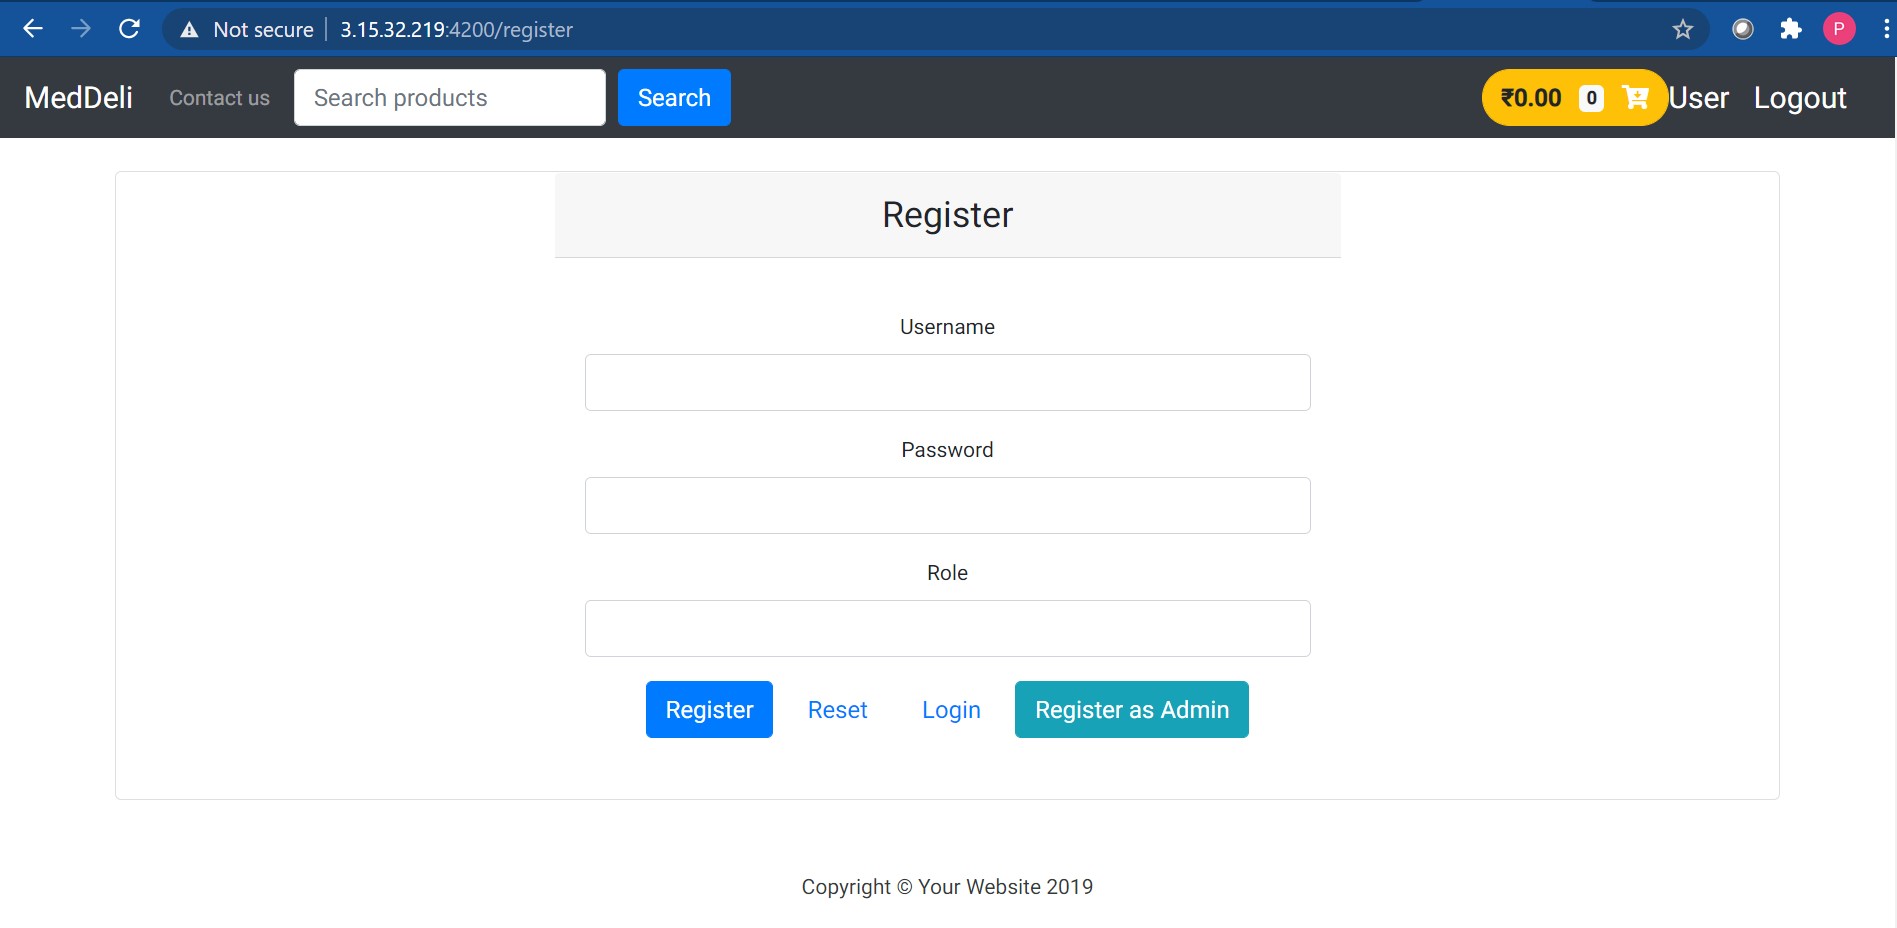 Not secure | 3.15.32.219:4200/register P
MedDeli Contact us Search products Search ₹0.00 0 User Logout
Register
Username
Password
Role
Register Reset Login Register as Admin
Copyright © Your Website 2019